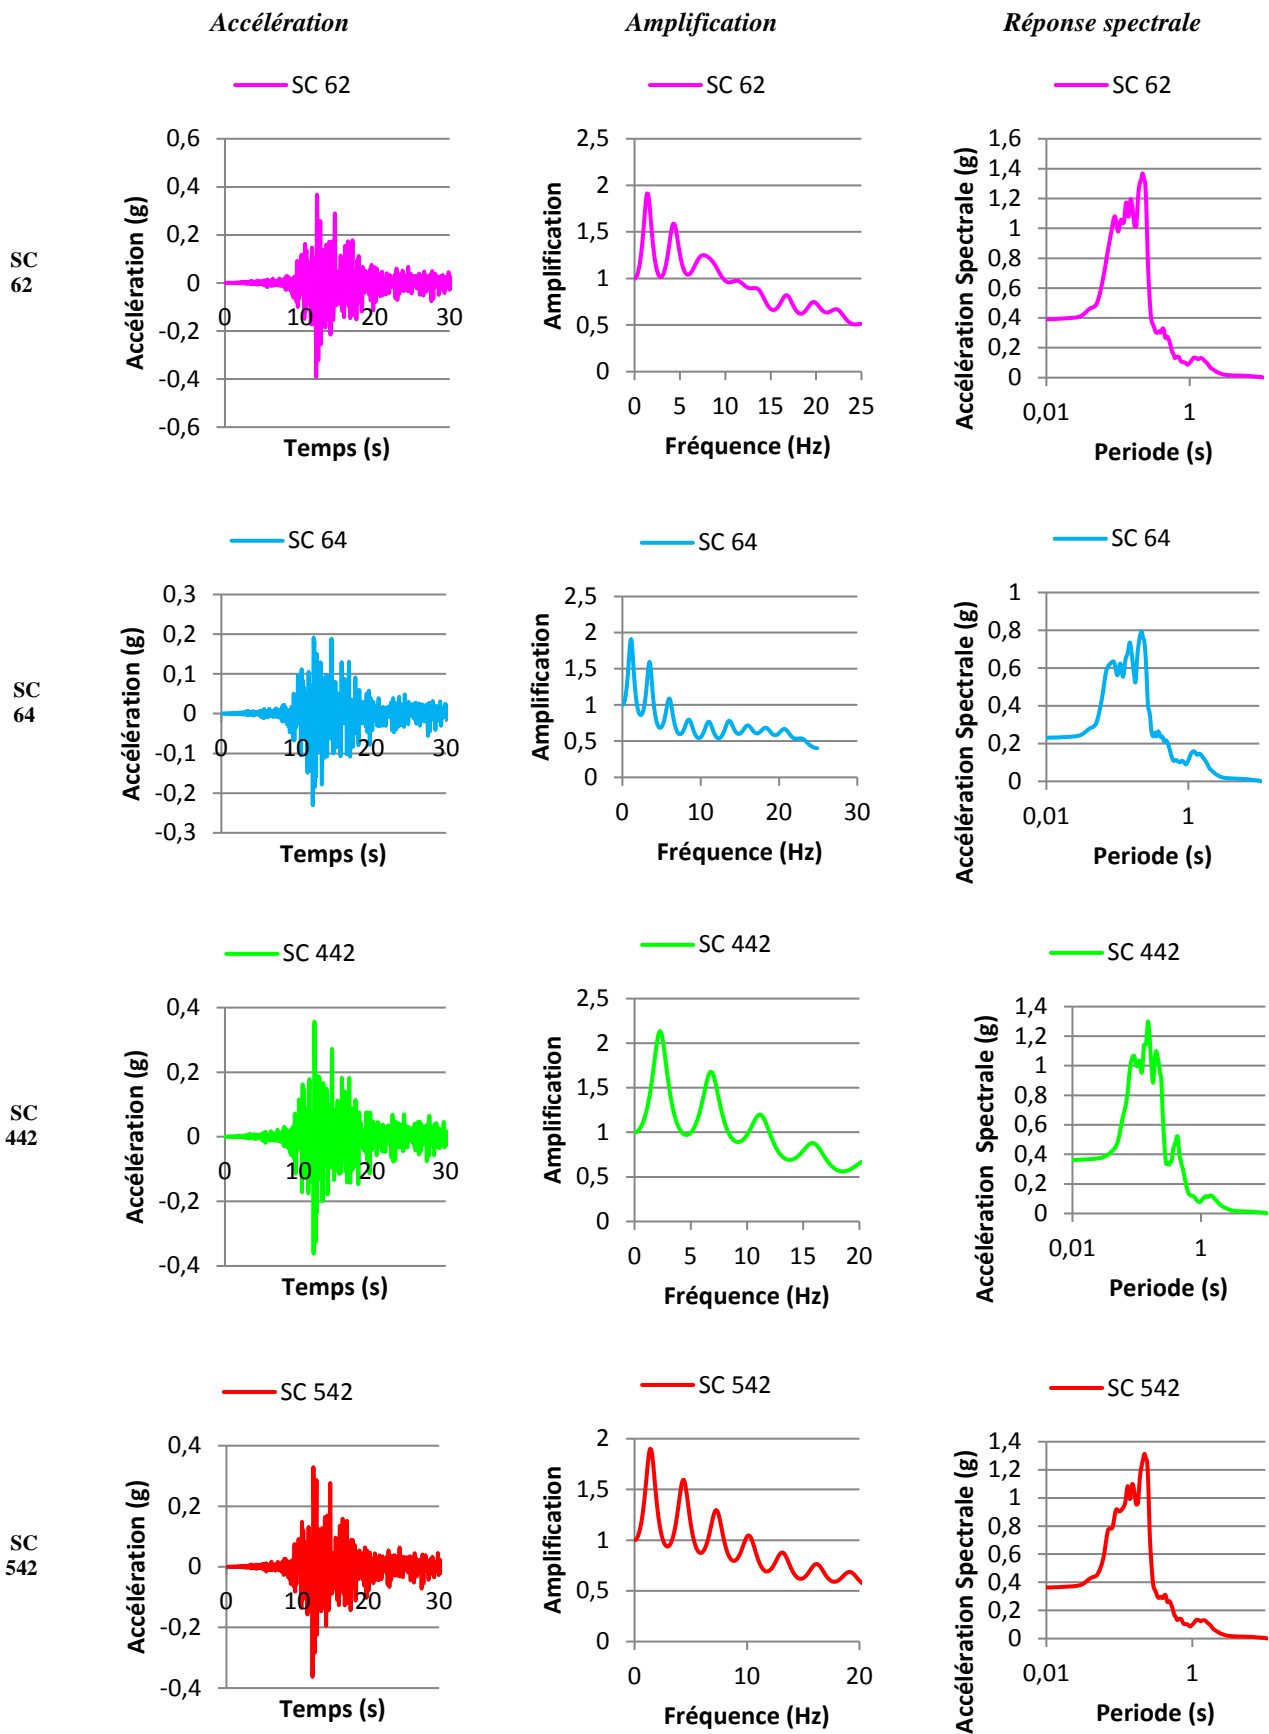 Accélération Amplification Réponse spectrale
SC 62 SC 62 SC 62
SC
62
Accélération (g)
0,6
0,4
0,2
0
-0,2
-0,4
-0,6
0 10 20 30
Temps (s)
Amplification
2,5
2
1,5
1
0,5
0
0 5 10 15 20 25
Fréquence (Hz)
Accélération Spectrale (g)
1,6
1,4
1,2
1
0,8
0,6
0,4
0,2
0
0,01 1
Periode (s)
SC 64 SC 64 SC 64
SC
64
Accélération (g)
0,3
0,2
0,1
0
-0,1
-0,2
-0,3
0 10 20 30
Temps (s)
Amplification
2,5
2
1,5
1
0,5
0
0 10 20 30
Fréquence (Hz)
Accélération Spectrale (g)
1
0,8
0,6
0,4
0,2
0
0,01 1
Periode (s)
SC 442 SC 442 SC 442
SC
442
Accélération (g)
0,4
0,2
0
-0,2
-0,4
0 10 20 30
Temps (s)
Amplification
2,5
2
1,5
1
0,5
0
0 5 10 15 20
Fréquence (Hz)
Accélération Spectrale (g)
1,4
1,2
1
0,8
0,6
0,4
0,2
0
0,01 1
Periode (s)
SC 542 SC 542 SC 542
SC
542
Accélération (g)
0,4
0,2
0
-0,2
-0,4
0 10 20 30
Temps (s)
Amplification
2
1,5
1
0,5
0
0 10 20
Fréquence (Hz)
Accélération Spectrale (g)
1,4
1,2
1
0,8
0,6
0,4
0,2
0
0,01 1
Periode (s)